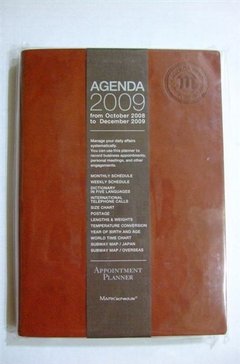 AGENDA
2009
from October 2008
to December 2009
Manage your daily affairs
systematically.
You can use this planner to
record business appointments,
personal meetings, and other
engagements.
MONTHLY SCHEDULE
WEEKLY SCHEDULE
DICTIONARY
IN FIVE LANGUAGES
INTERNATIONAL
TELEPHONE CALLS
SIZE CHART
POSTAGE
LENGTHS & WEIGHTS
TEMPERATURE CONVERSION
YEAR OF BIRTH AND AGE
WORLD TIME CHART
SUBWAY MAP / JAPAN
SUBWAY MAP / OVERSEAS
APPOINTMENT
PLANNER